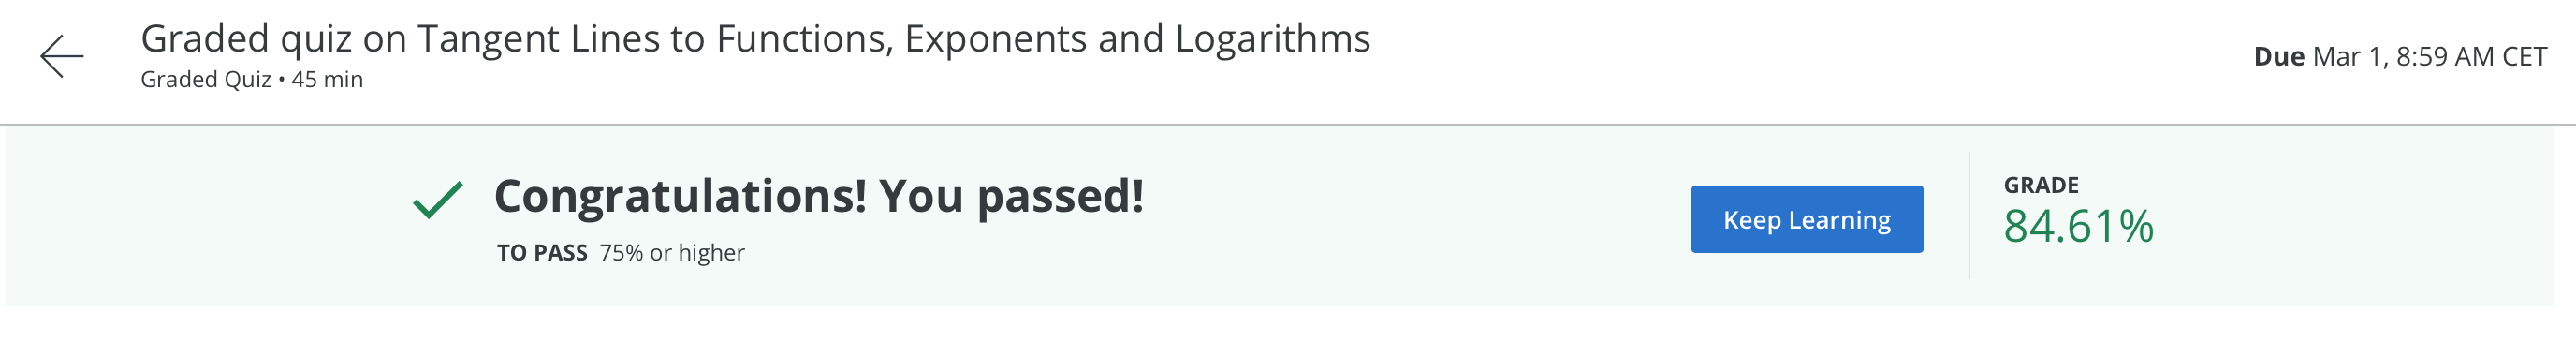 Graded quiz on Tangent Lines to Functions, Exponents and Logarithms
Graded Quiz • 45 min
Due Mar 1, 8:59 AM CET
Congratulations! You passed!
TO PASS 75% or higher
Keep Learning
GRADE
84.61%